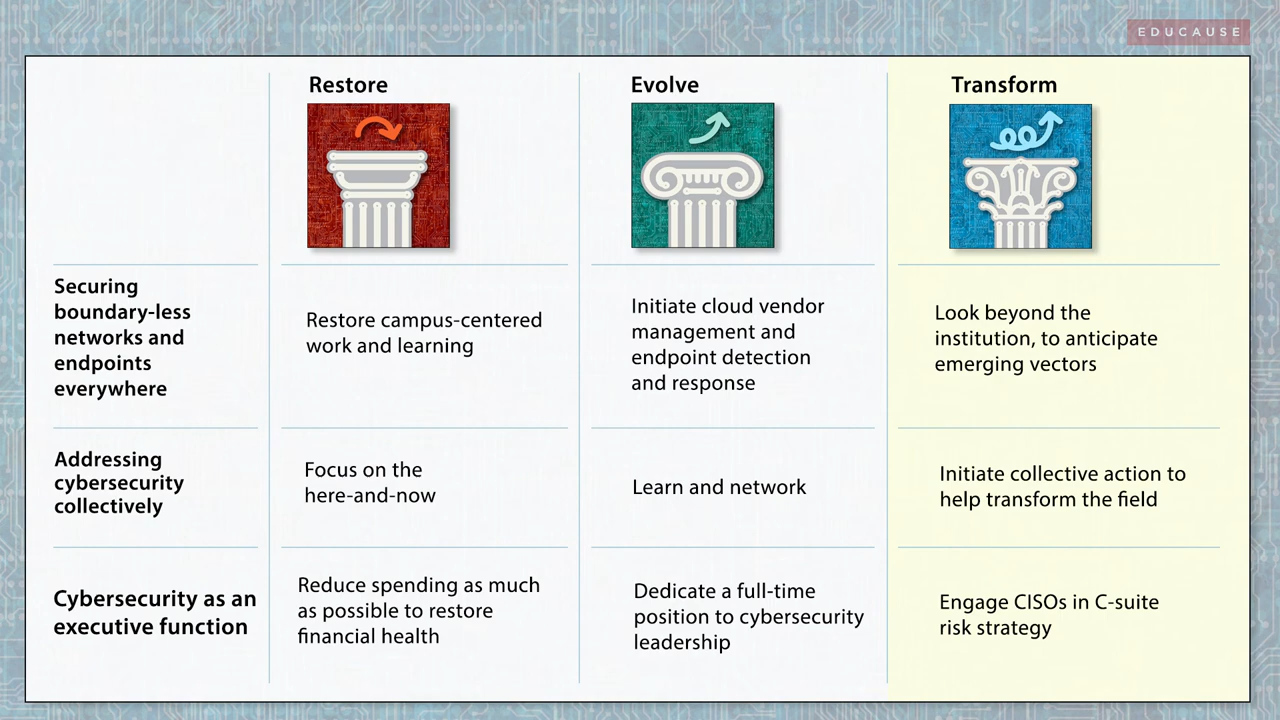 EDUCAUSE
Restore
Evolve
Transform
Securing
boundary-less
networks and
endpoints
everywhere
Restore campus-centered
work and learning
Initiate cloud vendor
management and
endpoint detection
and response
Look beyond the
institution, to anticipate
emerging vectors
Addressing
cybersecurity
collectively
Focus on the
here-and-now
Learn and network
Initiate collective action to
help transform the field
Cybersecurity as an
executive function
Reduce spending as much
as possible to restore
financial health
Dedicate a full-time
position to cybersecurity
leadership
Engage CISOs in C-suite
risk strategy